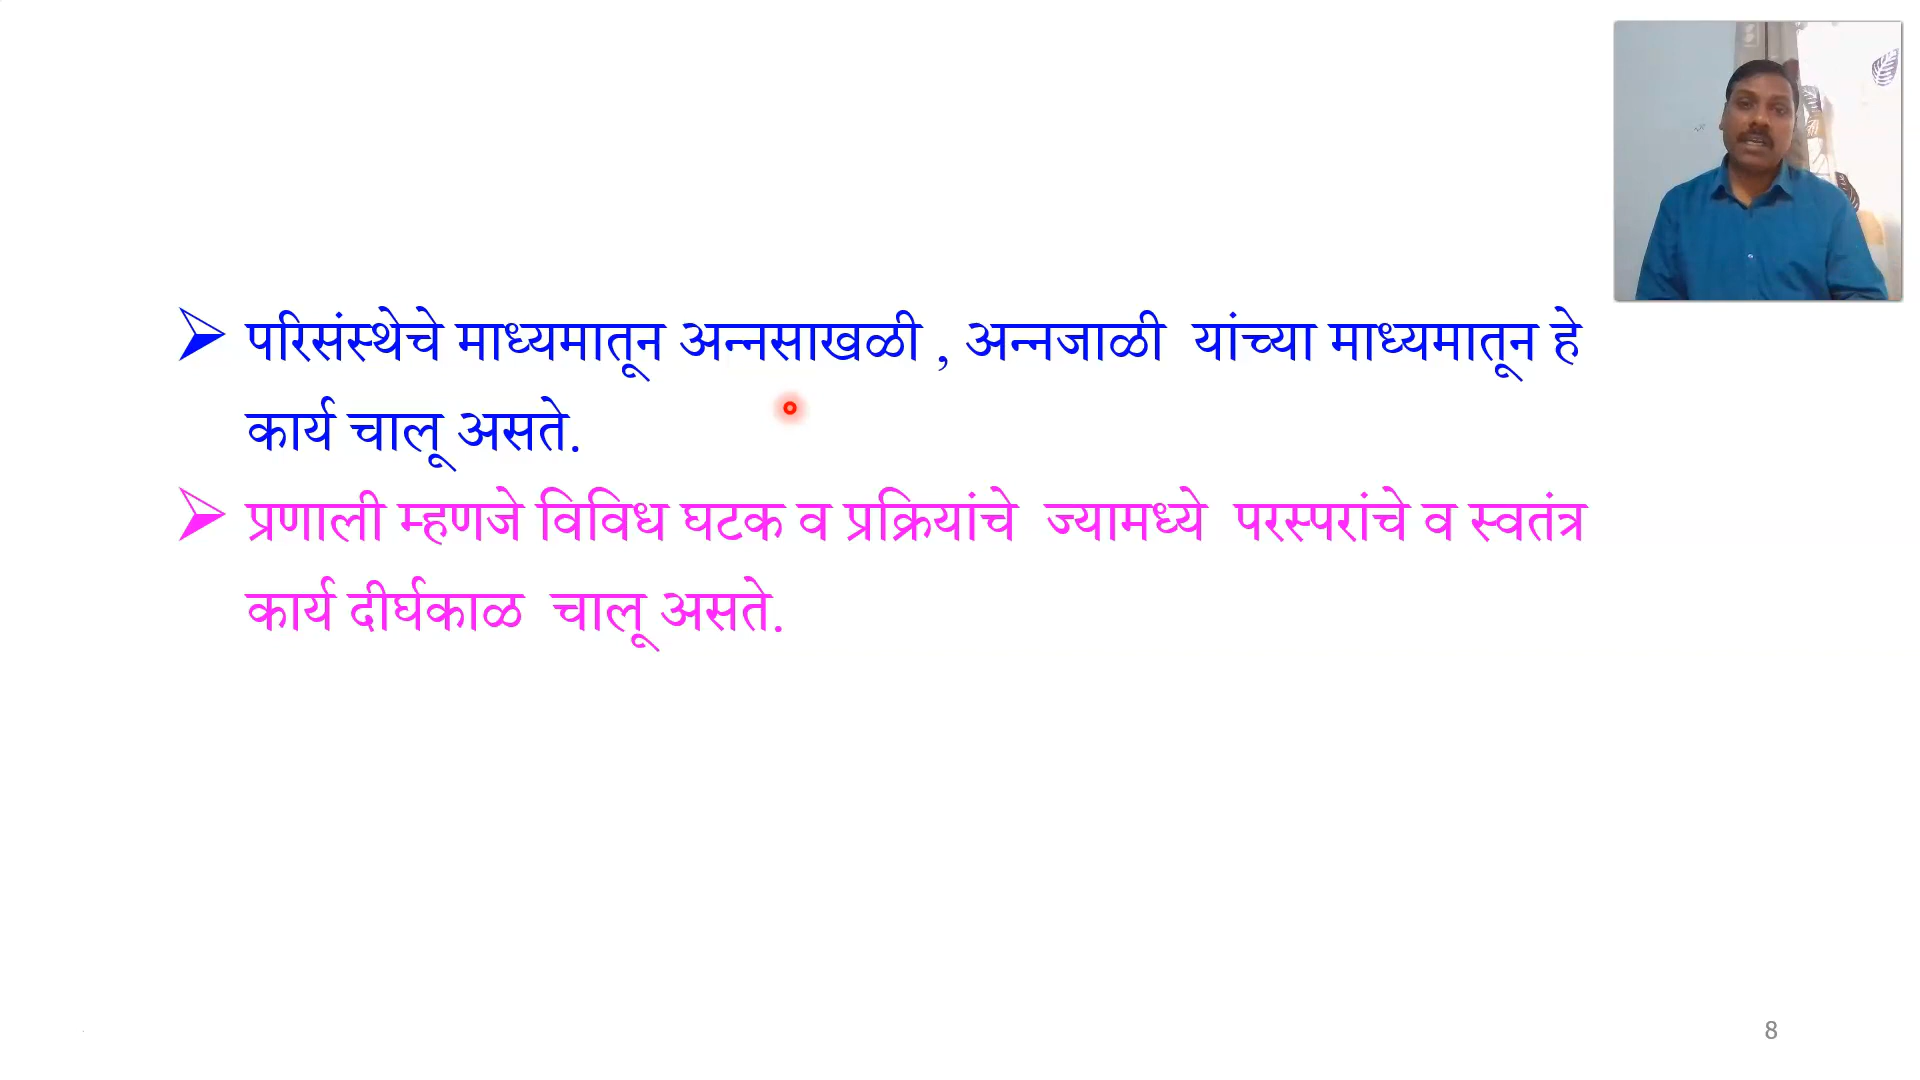 परिसंस्थेचे माध्यमातून अन्नसाखळी , अन्नजाळी यांच्या माध्यमातून हे
कार्य चालू असते.
प्रणाली म्हणजे विविध घटक व प्रक्रियांचे ज्यामध्ये परस्परांचे व स्वतंत्र
कार्य दीर्घकाळ चालू असते.
8